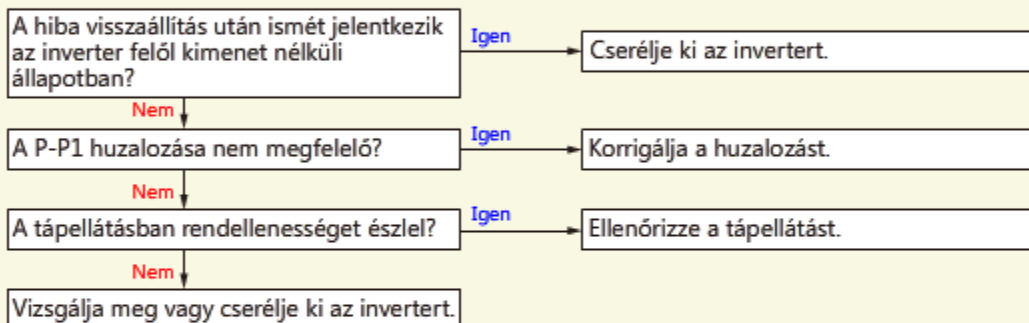 A hiba visszaállítás után ismét jelentkezik
az inverter felől kimenet nélküli
állapotban?
Igen
Cserélje ki az invertert.
Nem
A P-P1 huzalozása nem megfelelő?
Igen
Korrigálja a huzalozást.
Nem
A tápellátásban rendellenességet észlel?
Igen
Ellenőrizze a tápellátást.
Nem
Vizsgálja meg vagy cserélje ki az invertert.